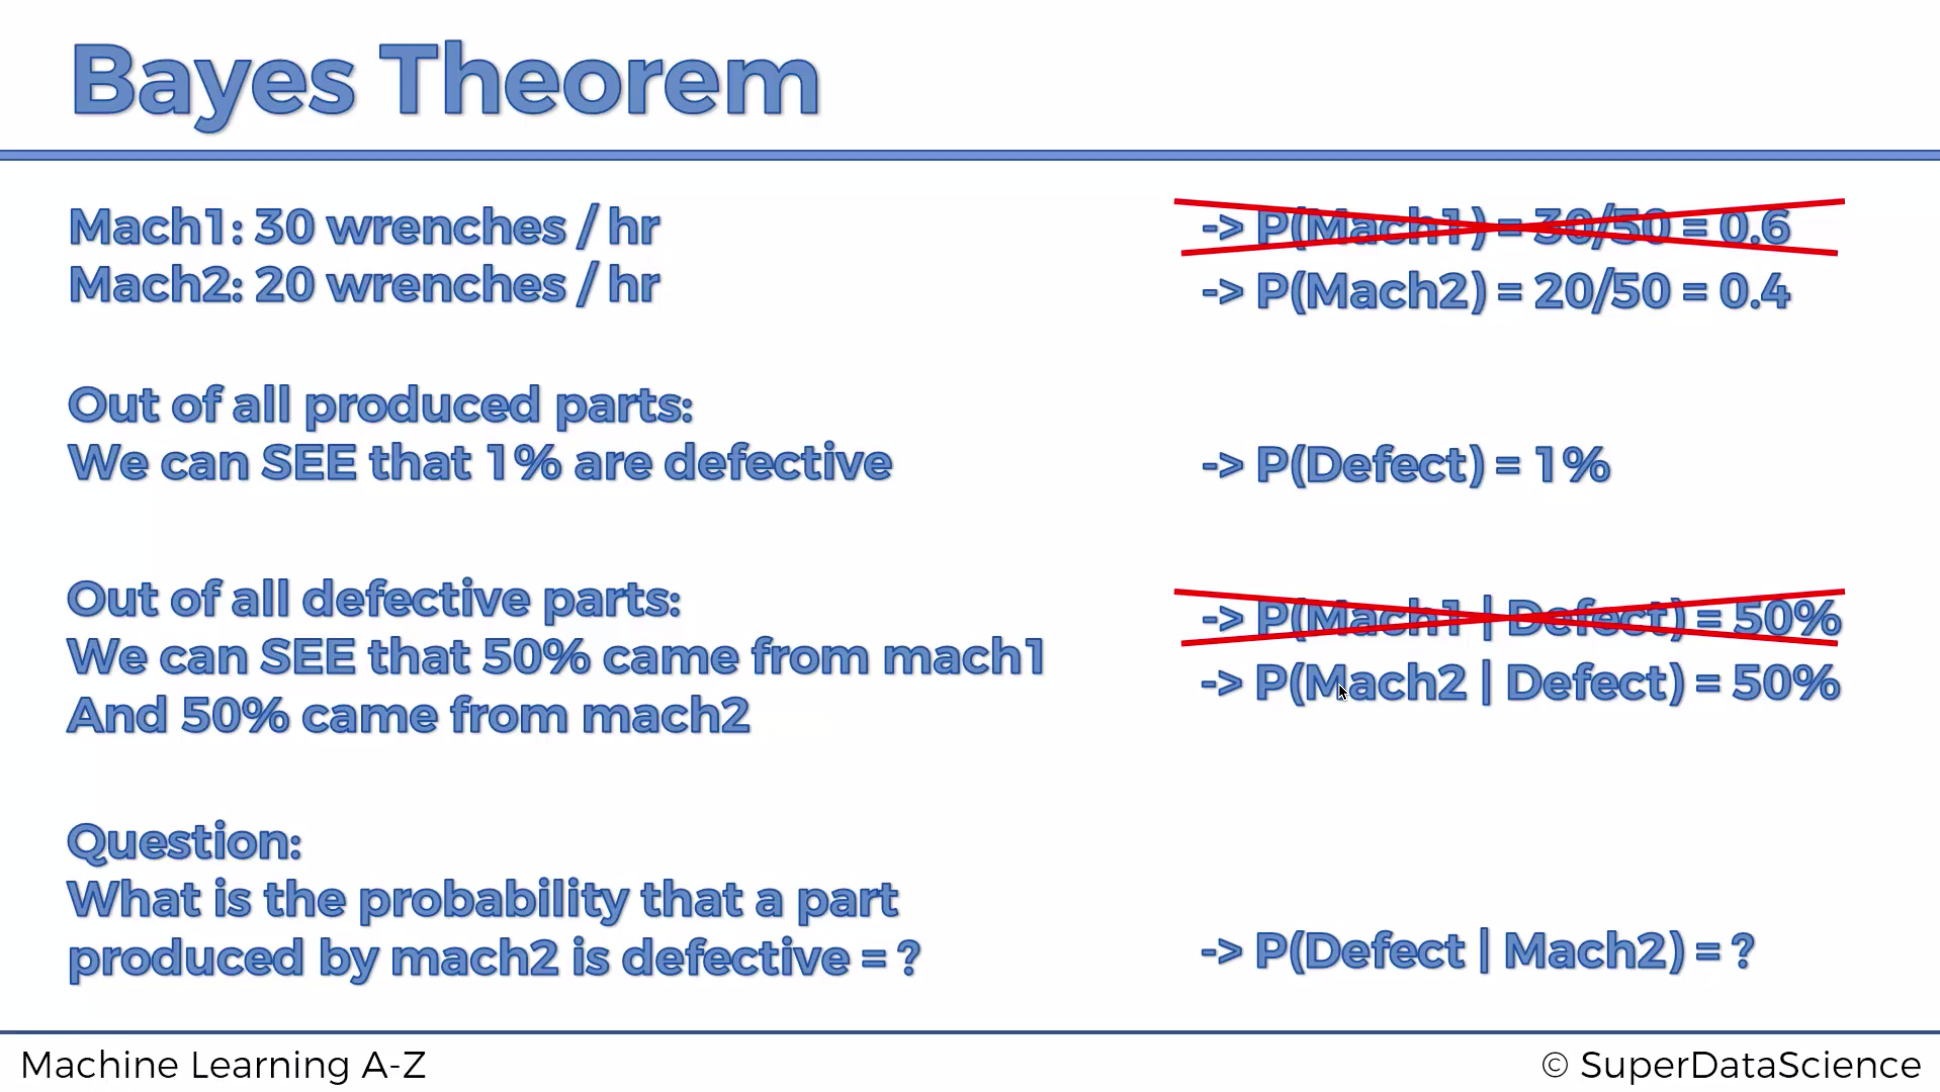 Bayes Theorem
Mach1: 30 wrenches / hr
Mach2: 20 wrenches / hr
-> P(Mach1) = 30/50 = 0.6
-> P(Mach2) = 20/50 = 0.4
Out of all produced parts:
We can SEE that 1% are defective
-> P(Defect) = 1%
Out of all defective parts:
We can SEE that 50% came from mach1
And 50% came from mach2
-> P(Mach1 | Defect) = 50%
-> P(Mach2 | Defect) = 50%
Question:
What is the probability that a part
produced by mach2 is defective = ?
-> P(Defect | Mach2) = ?
Machine Learning A-Z
© SuperDataScience